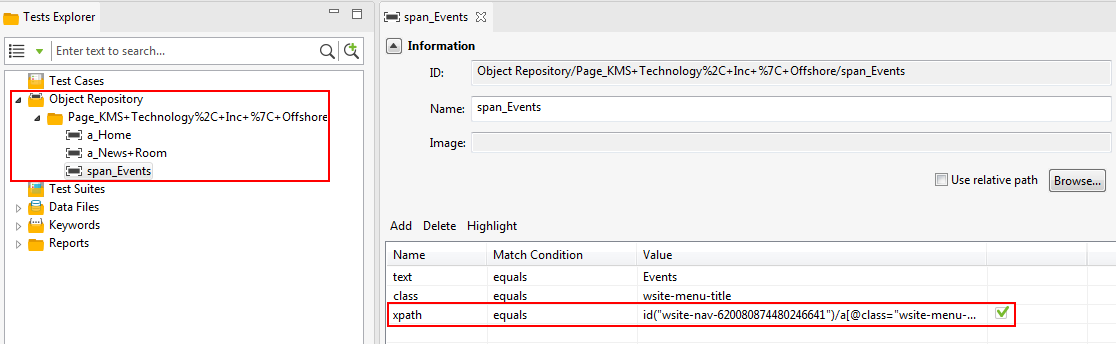 Tests Explorer
Enter text to search...
Test Cases
Object Repository
Page_KMS+Technology%2C+Inc+%7C+Offshore
a_Home
a_News+Room
span_Events
Test Suites
Data Files
Keywords
Reports
span_Events
Information
ID: Object Repository/Page_KMS+Technology%2C+Inc+%7C+Offshore/span_Events
Name: span_Events
Image:
Use relative path Browse...
Add Delete Highlight
Name Match Condition Value
text equals Events
class equals wsite-menu-title
xpath equals id("wsite-nav-620080874480246641")/a[@class="wsite-menu-...